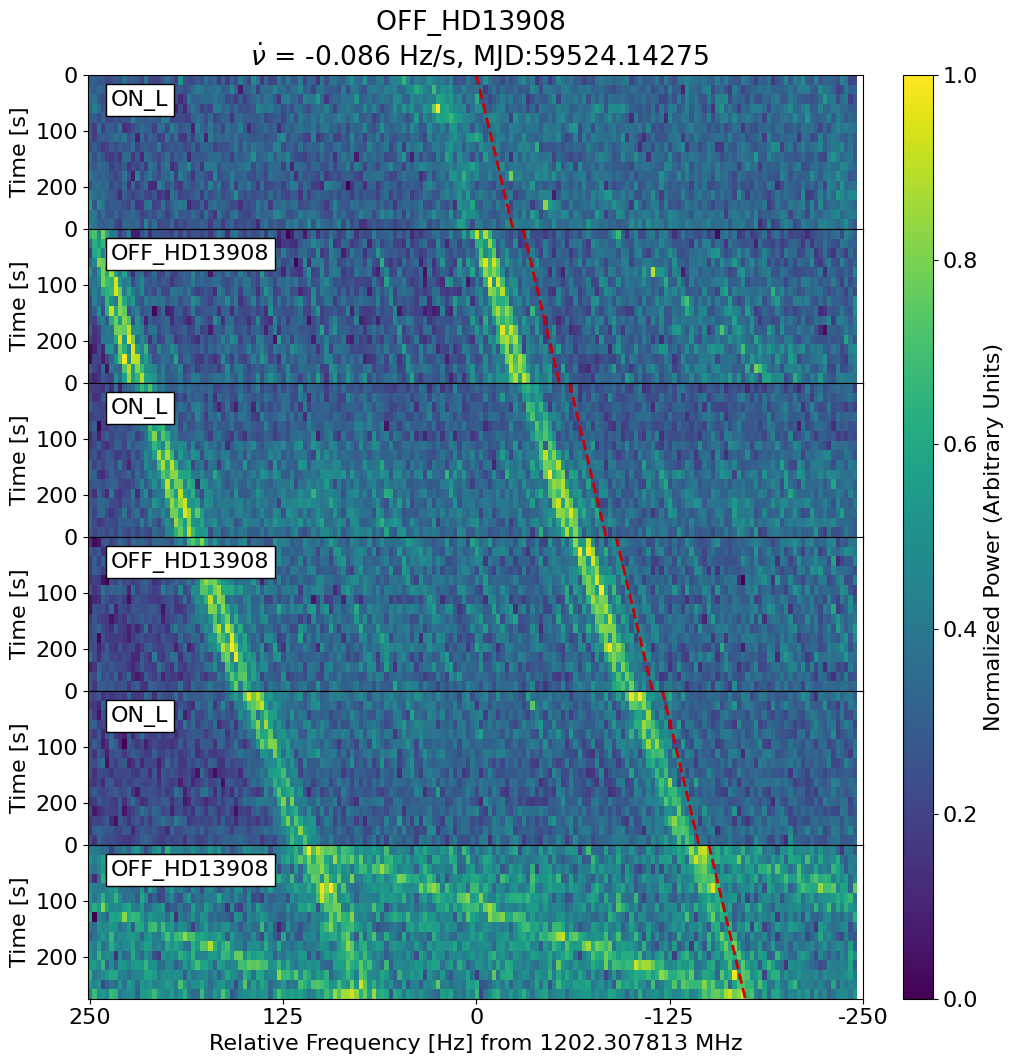 OFF_HD13908
ν̇ = -0.086 Hz/s, MJD:59524.14275
0
100
200
Time [s]
ON_L
0
100
200
Time [s]
OFF_HD13908
0
100
200
Time [s]
ON_L
0
100
200
Time [s]
OFF_HD13908
0
100
200
Time [s]
ON_L
0
100
200
Time [s]
OFF_HD13908
250 125 0 -125 -250
Relative Frequency [Hz] from 1202.307813 MHz
1.0
0.8
0.6
0.4
0.2
0.0
Normalized Power (Arbitrary Units)